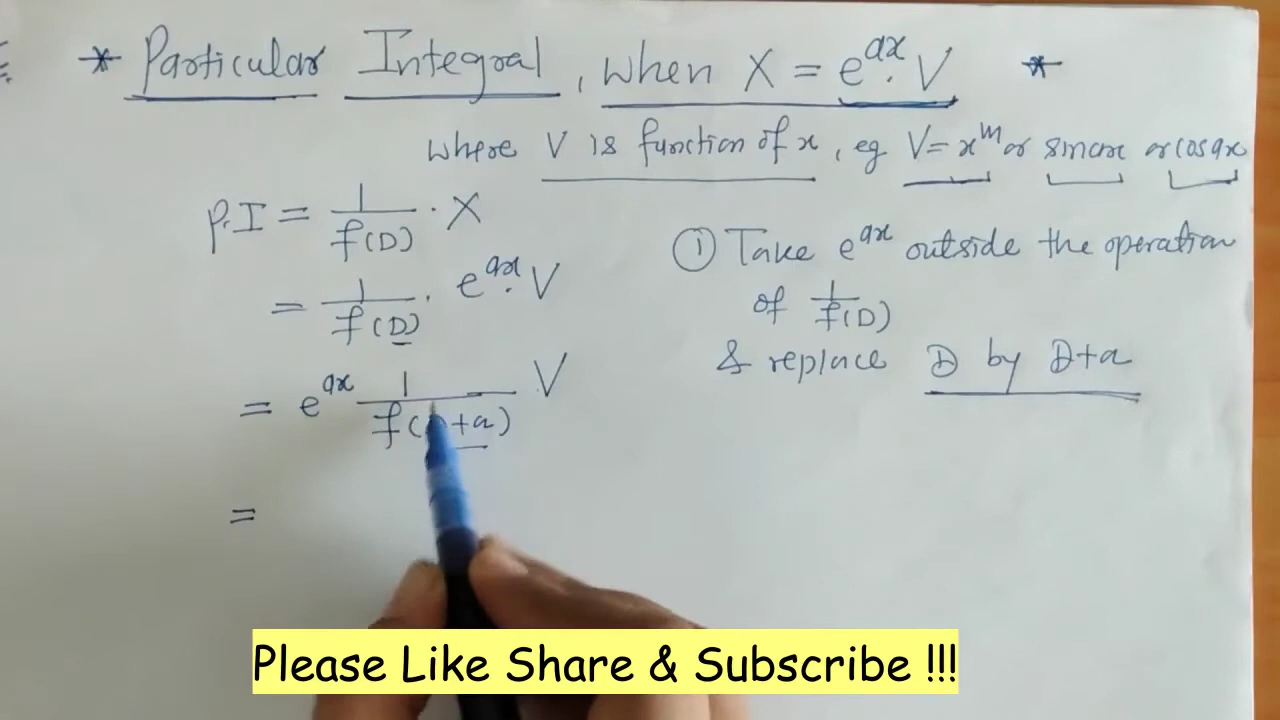 * Particular Integral, when X = e^{ax}. V *
where V is function of x, eg V = x^m or sinax or cosax
P.I = 1/f(D) . X
= 1/f(D) . e^{ax}. V
= e^{ax} 1/f(D+a) V
=
① Take e^{ax} outside the operation
of 1/f(D)
& replace D by D+a
Please Like Share & Subscribe !!!